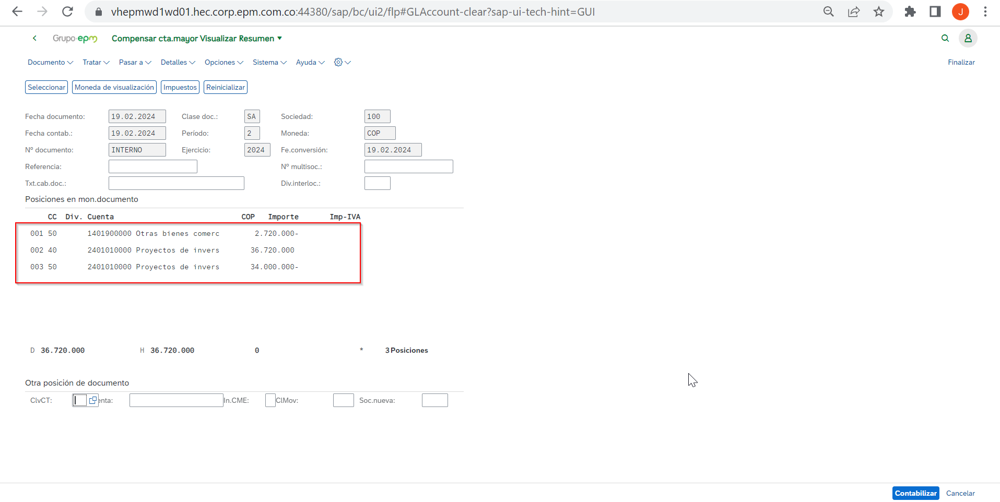 vhepmwd1wd01.hec.corp.epm.com.co:44380/sap/bc/ui2/flp#GLAccount-clear?sap-ui-tech-hint=GUI
J
Grupo·epm Compensar cta.mayor Visualizar Resumen
Documento Tratar Pasar a Detalles Opciones Sistema Ayuda Finalizar
Seleccionar Moneda de visualización Impuestos Reinicializar
Fecha documento: 19.02.2024 Clase doc.: SA Sociedad: 100
Fecha contab.: 19.02.2024 Período: 2 Moneda: COP
Nº documento: INTERNO Ejercicio: 2024 Fe.conversión: 19.02.2024
Referencia: Nº multisoc.:
Txt.cab.doc.: Div.interloc.:
Posiciones en mon.documento
CC Div. Cuenta COP Importe Imp-IVA
001 50 1401900000 Otras bienes comerc 2.720.000-
002 40 2401010000 Proyectos de invers 36.720.000
003 50 2401010000 Proyectos de invers 34.000.000-
D 36.720.000 H 36.720.000 0 * 3 Posiciones
Otra posición de documento
ClvCT: enta: In.CME: ClMov: Soc.nueva:
Contabilizar Cancelar